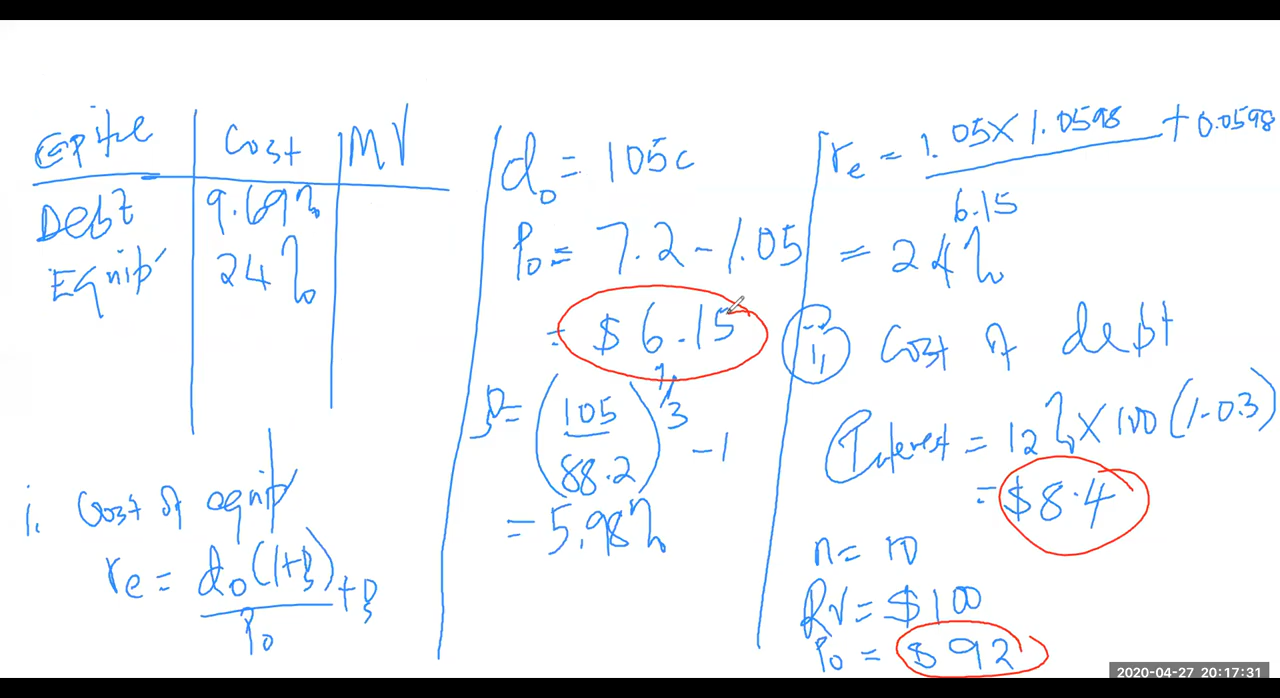 Capital | Cost | MV
Debt | 9.69%
Equity | 24%
i. Cost of equity
re = d0(1+g) + g
P0
d0 = 105c
P0 = 7.2 - 1.05
= $6.15
g = (105
88.2)^1/3 - 1
= 5.98%
re = 1.05 x 1.0598 + 0.0598
6.15
= 24%
ii, Cost of debt
Interest = 12% x 100 (1-0.3)
= $8.4
n = 10
RV = $100
P0 = $92
2020-04-27 20:17:31